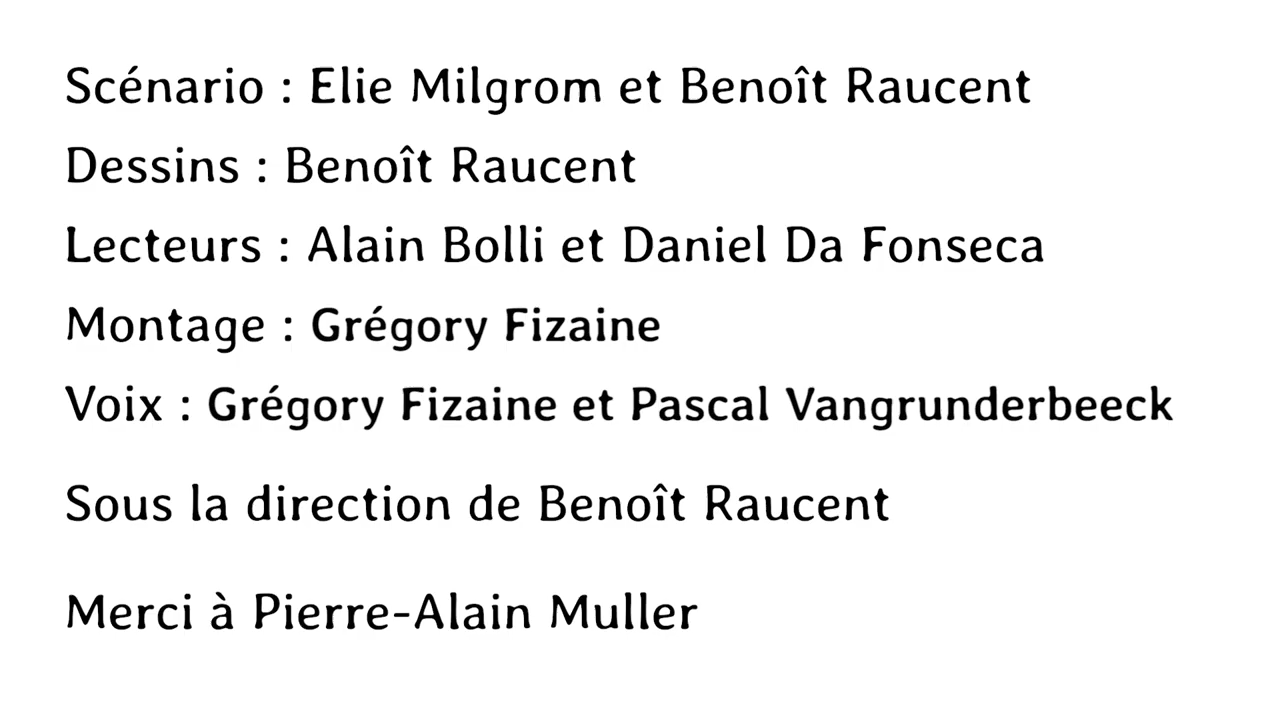 Scénario : Elie Milgrom et Benoît Raucent
Dessins : Benoît Raucent
Lecteurs : Alain Bolli et Daniel Da Fonseca
Montage : Grégory Fizaine
Voix : Grégory Fizaine et Pascal Vangrunderbeeck
Sous la direction de Benoît Raucent
Merci à Pierre-Alain Muller